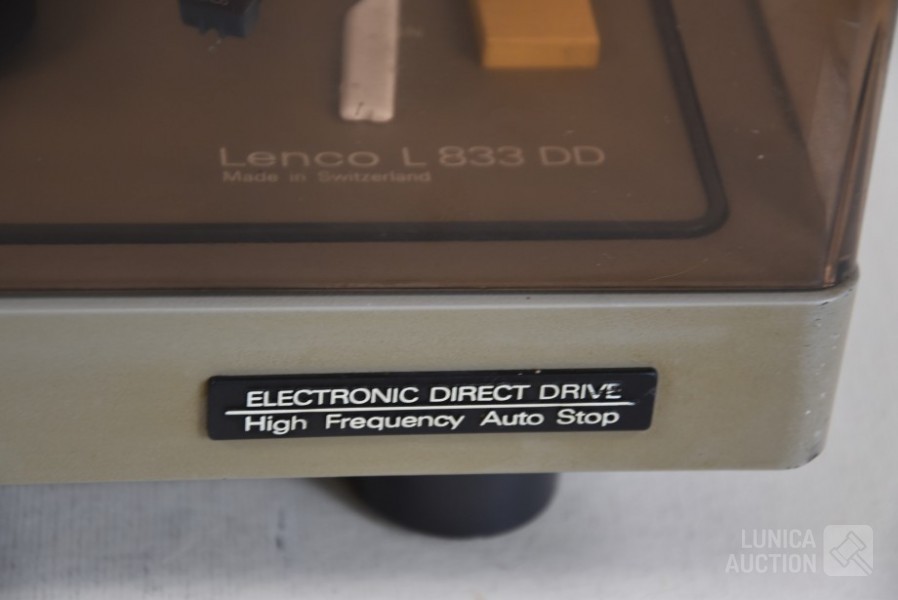 Lenco L 833 DD
Made in Switzerland
ELECTRONIC DIRECT DRIVE
High Frequency Auto Stop
LUNICA
AUCTION